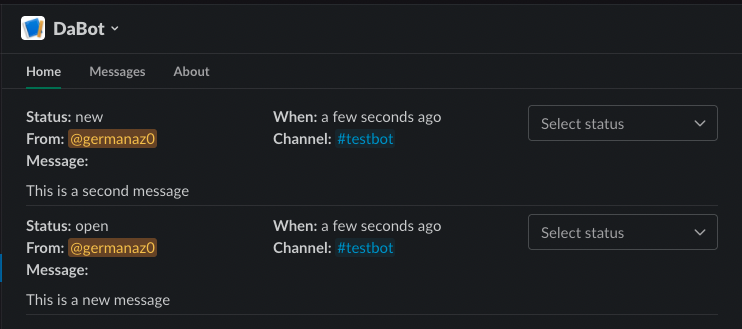 DaBot
Home Messages About
Status: new When: a few seconds ago Select status
From: @germanaz0 Channel: #testbot
Message:
This is a second message
Status: open When: a few seconds ago Select status
From: @germanaz0 Channel: #testbot
Message:
This is a new message